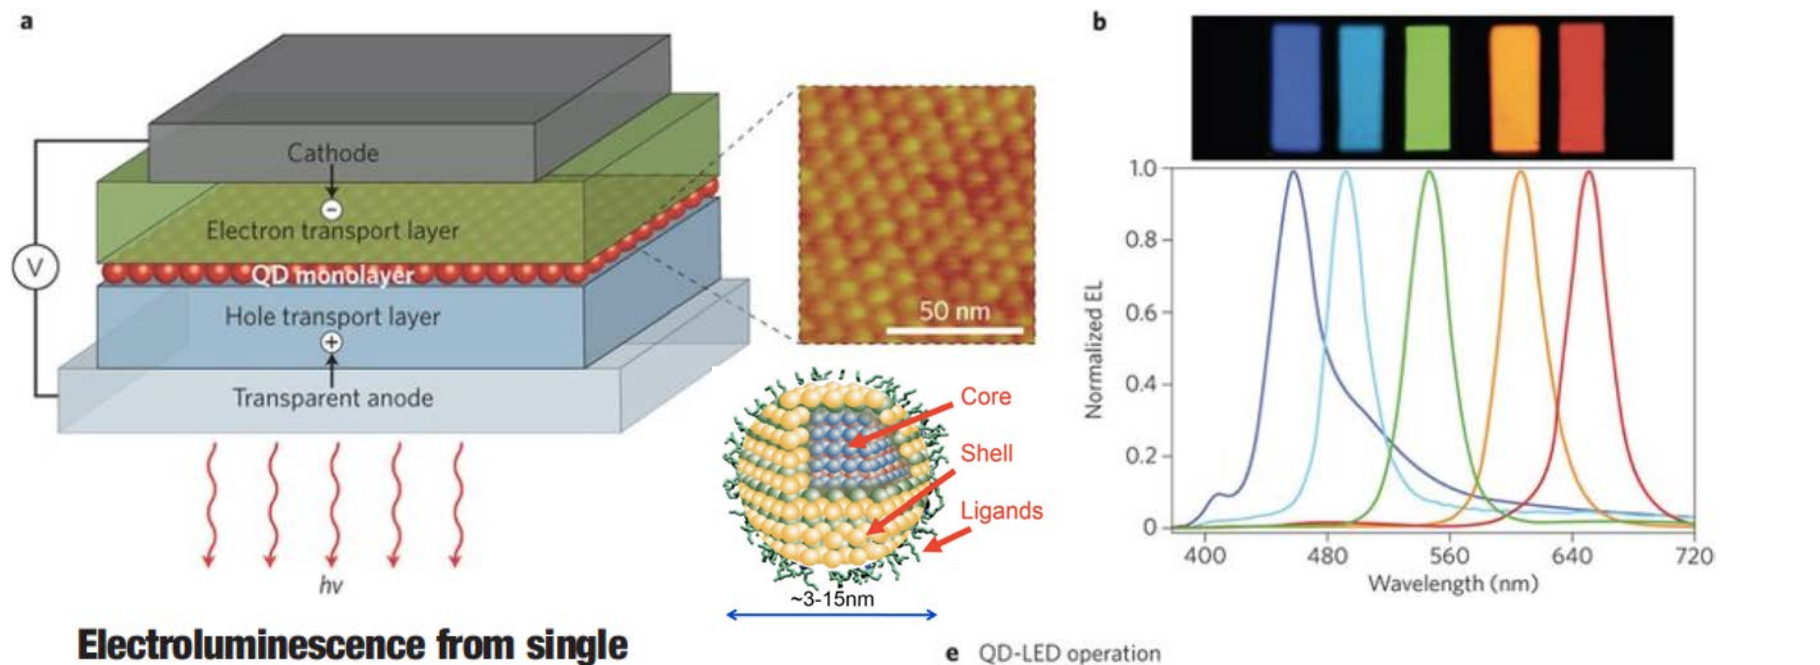 a
Cathode
−
Electron transport layer
V
QD monolayer
Hole transport layer
+
Transparent anode
hν
50 nm
Core
Shell
Ligands
~3-15nm
Electroluminescence from single
b
Normalized EL
1.0
0.8
0.6
0.4
0.2
0
400 480 560 640 720
Wavelength (nm)
e QD-LED operation